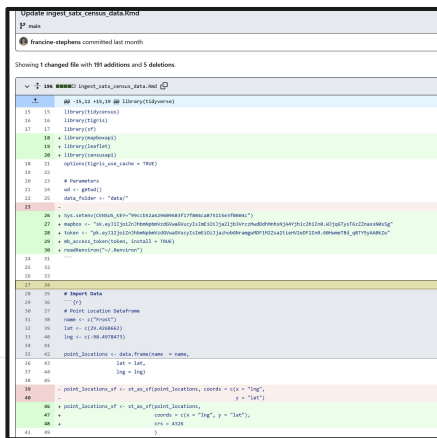 Update ingest_satx_census_data.Rmd
main
francine-stephens committed last month
Showing 1 changed file with 191 additions and 5 deletions.
196 ingest_satx_census_data.Rmd
@@ -15,12 +15,19 @@ library(tidyverse)
15 15 library(tidycensus)
16 16 library(tigris)
17 17 library(sf)
18 + library(mapboxapi)
19 + library(leaflet)
20 + library(censusapi)
18 21 options(tigris_use_cache = TRUE)
19 22
20 23 # Parameters
21 24 wd <- getwd()
22 25 data_folder <- "data/"
23 -
26 + Sys.setenv(
27 + mapbox <-
28 + token <-
29 + mb_access_token(token, install = TRUE)
30 + readRenviron("~/.Renviron")
24 31 ```
25 32
26 33
27 34
28 35 # Import Data
29 36 ```{r}
30 37 # Point Location Dataframe
31 38 name <- c("Frost")
32 39 lat <- c(29.4268662)
33 40 lng <- c(-98.4978473)
34 41
35 42 point_locations <- data.frame(name = name,
36 43 lat = lat,
37 44 lng = lng)
38 45
39 - point_locations_sf <- st_as_sf(point_locations, coords = c(x = "lng",
40 - y = "lat")
46 + point_locations_sf <- st_as_sf(point_locations,
47 + coords = c(x = "lng", y = "lat"),
48 + crs = 4326
41 49 )